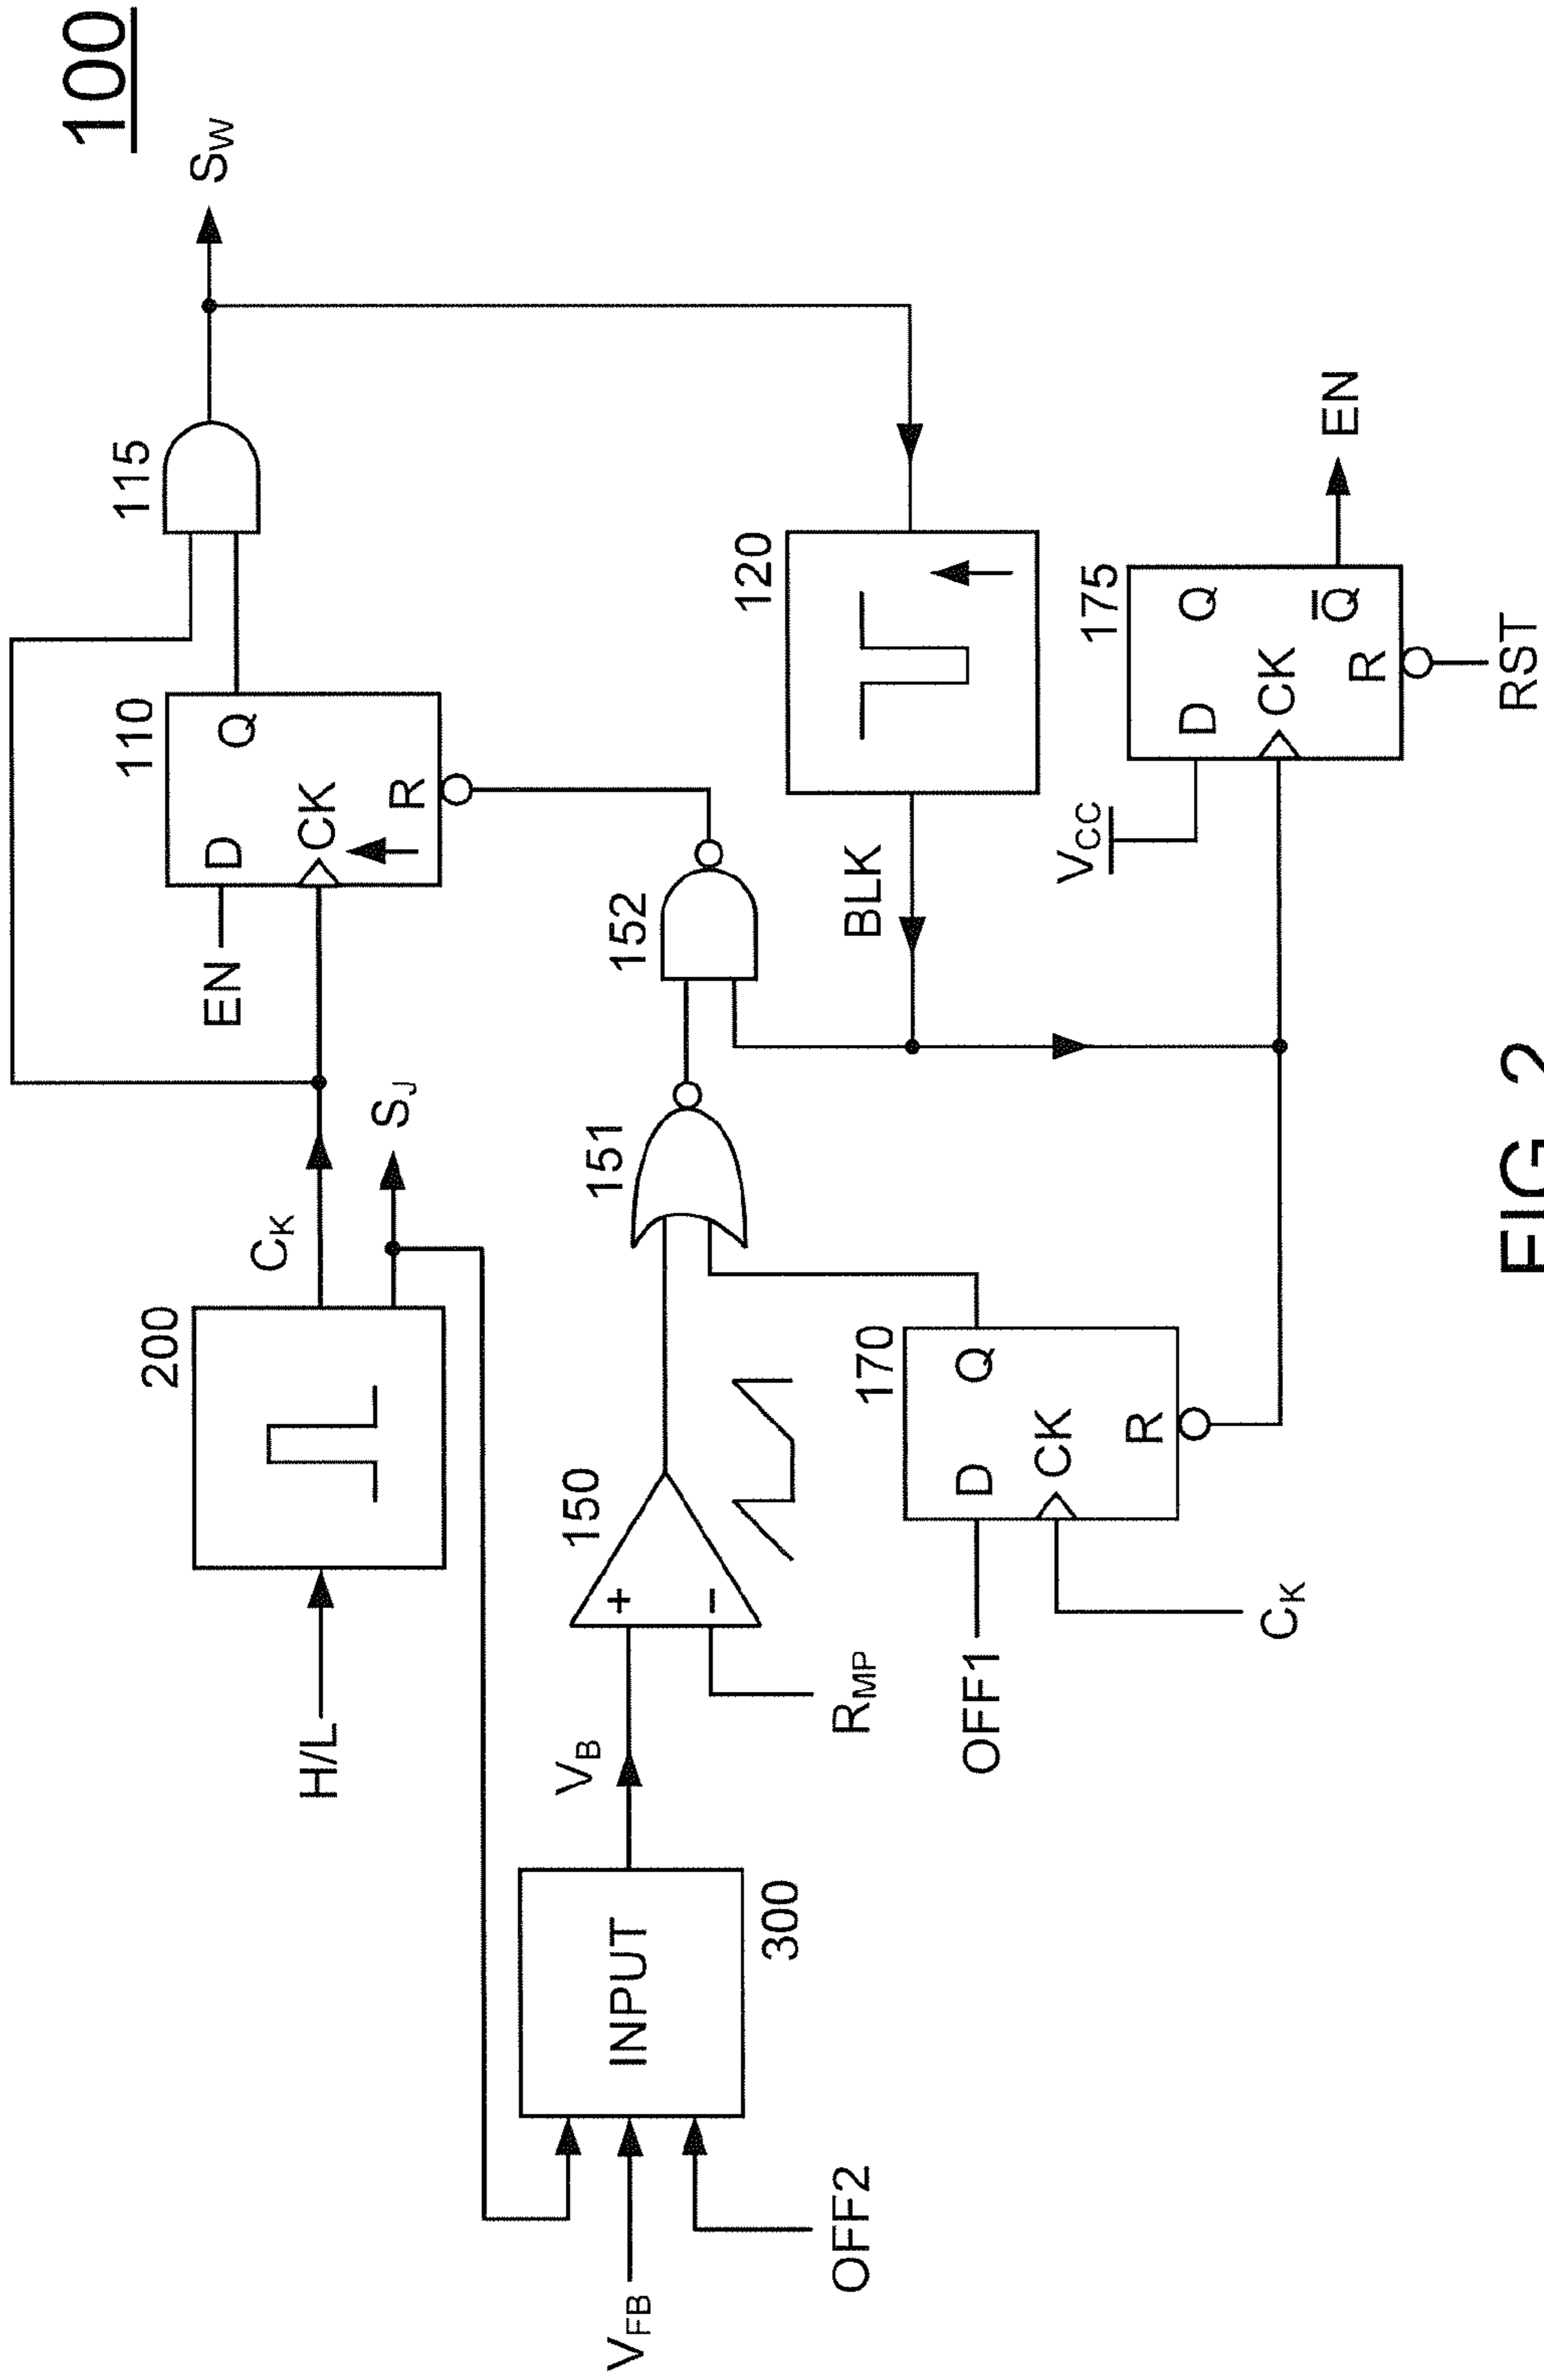 100
S_W
115
110
D
Q
CK
R
EN
200
C_K
S_J
H/L
120
BLK
152
151
150
+
−
V_B
R_MP
INPUT
300
V_FB
OFF2
170
D
Q
CK
R
OFF1
C_K
175
D
Q
CK
Q̅
R
V_CC
EN
RST
FIG. 2